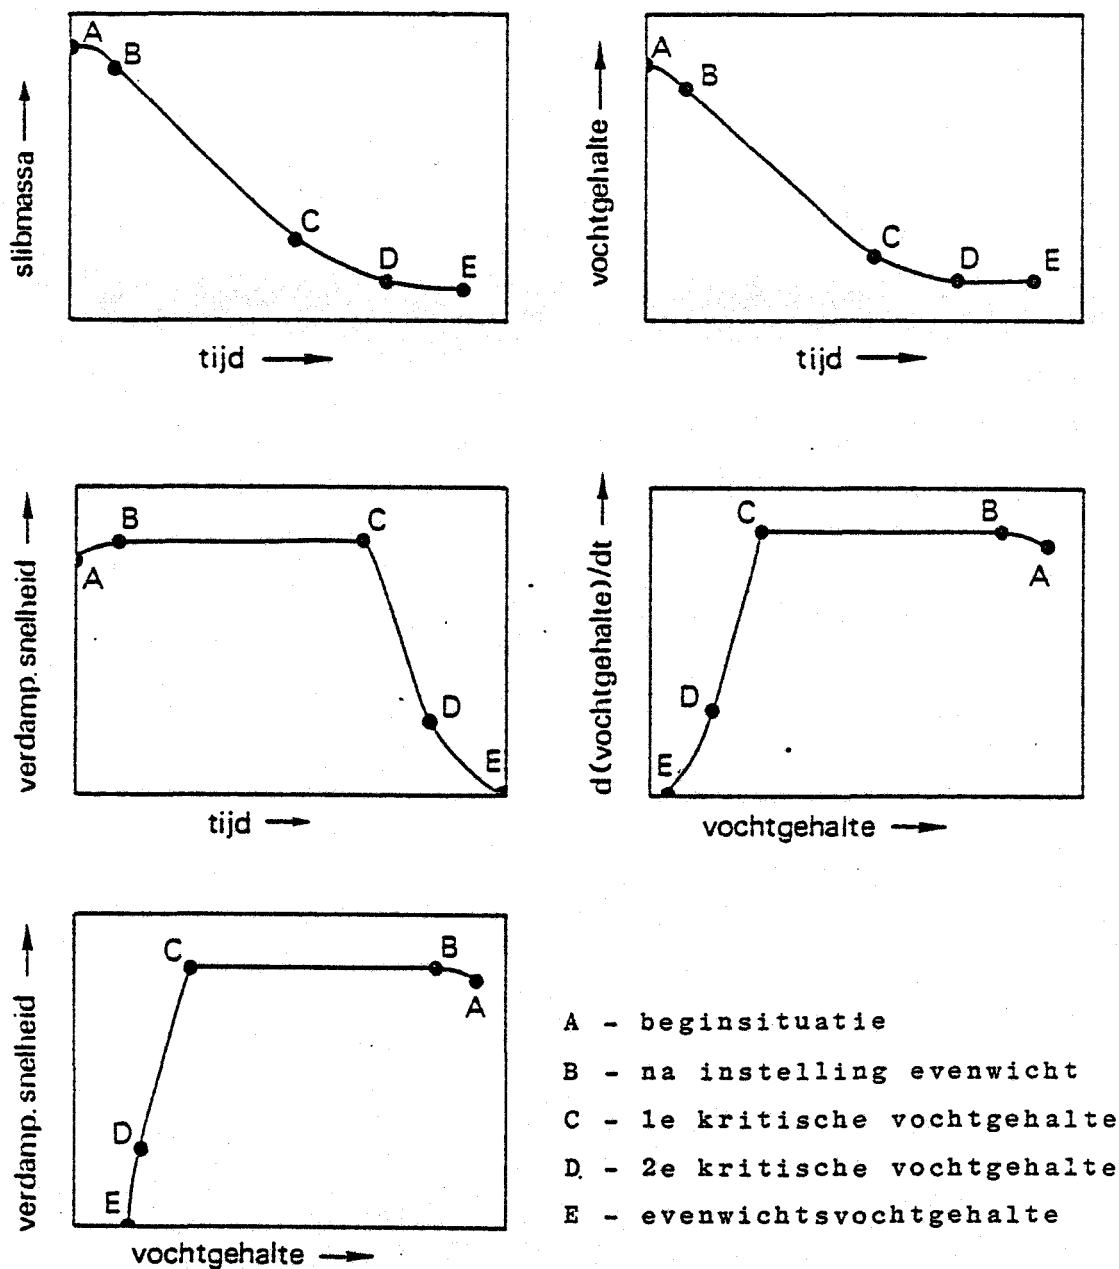 A
B
C
D
E
slibmassa
tijd
A
B
C
D
E
vochtgehalte
tijd
A
B
C
D
E
verdamp. snelheid
tijd
C
B
A
D
E
d(vochtgehalte)/dt
vochtgehalte
C
B
A
D
E
verdamp. snelheid
vochtgehalte
A - beginsituatie
B - na instelling evenwicht
C - 1e kritische vochtgehalte
D. - 2e kritische vochtgehalte
E - evenwichtsvochtgehalte